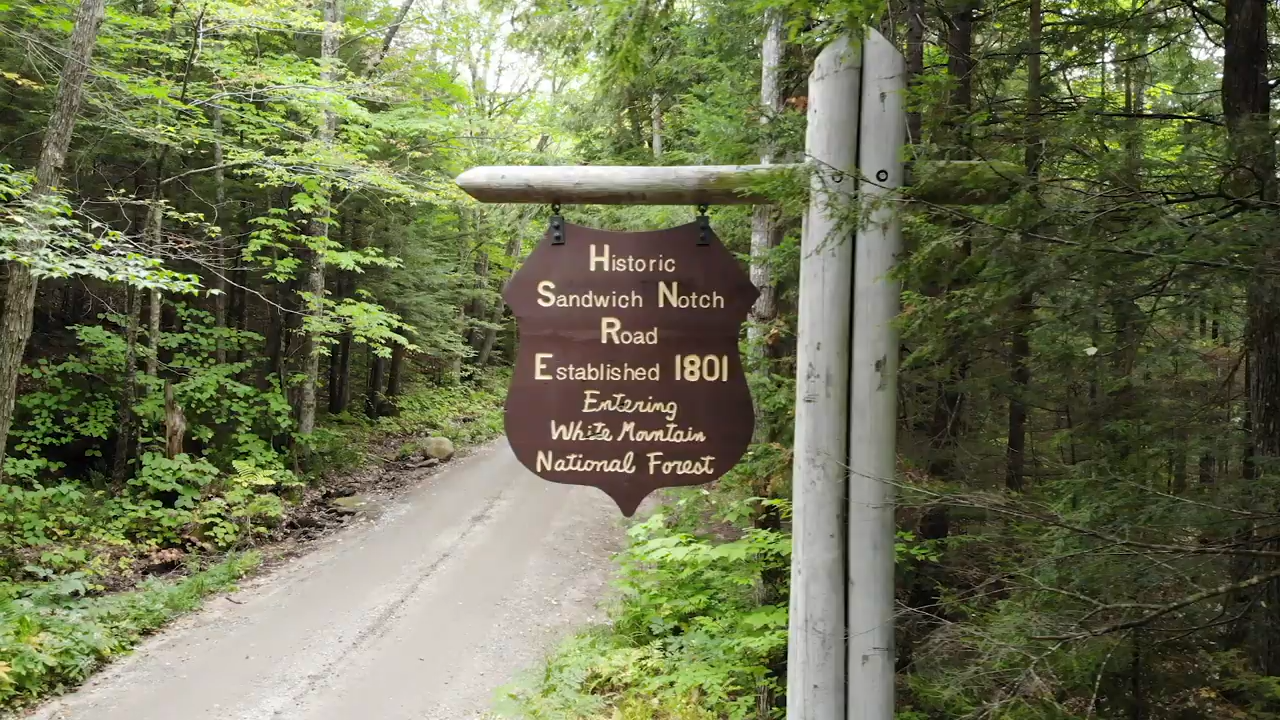 Historic
Sandwich Notch
Road
Established 1801
Entering
White Mountain
National Forest